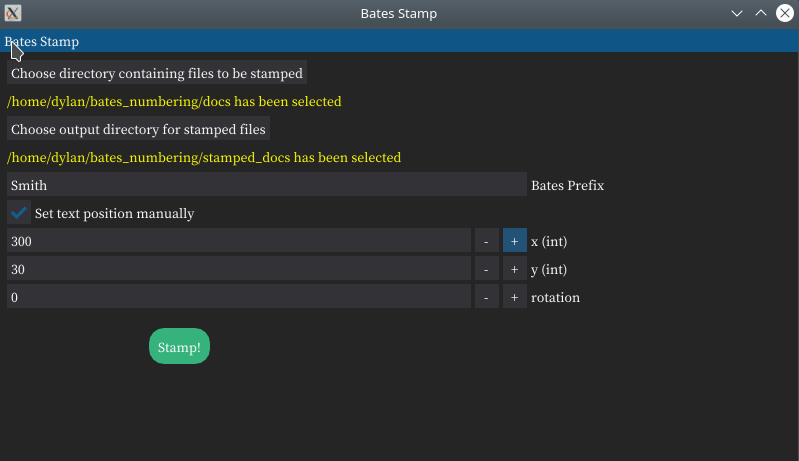 Bates Stamp
Bates Stamp
Choose directory containing files to be stamped
/home/dylan/bates_numbering/docs has been selected
Choose output directory for stamped files
/home/dylan/bates_numbering/stamped_docs has been selected
Smith Bates Prefix
Set text position manually
300 - + x (int)
30 - + y (int)
0 - + rotation
Stamp!